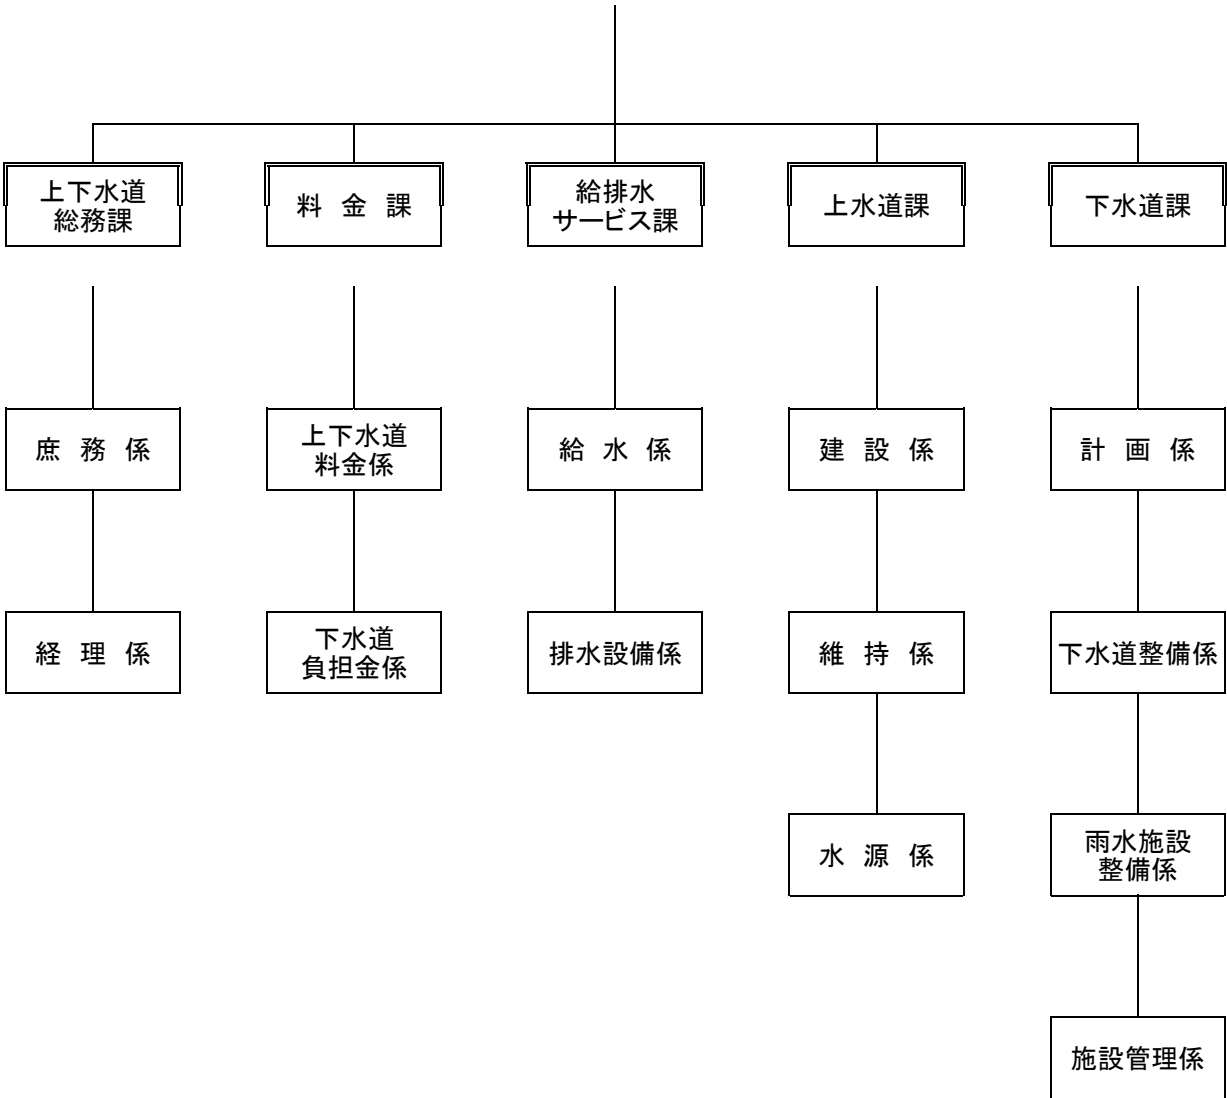 上下水道
総務課
料 金 課
給排水
サービス課
上水道課
下水道課
庶 務 係
上下水道
料金係
給 水 係
建 設 係
計 画 係
経 理 係
下水道
負担金係
排水設備係
維 持 係
下水道整備係
水 源 係
雨水施設
整備係
施設管理係